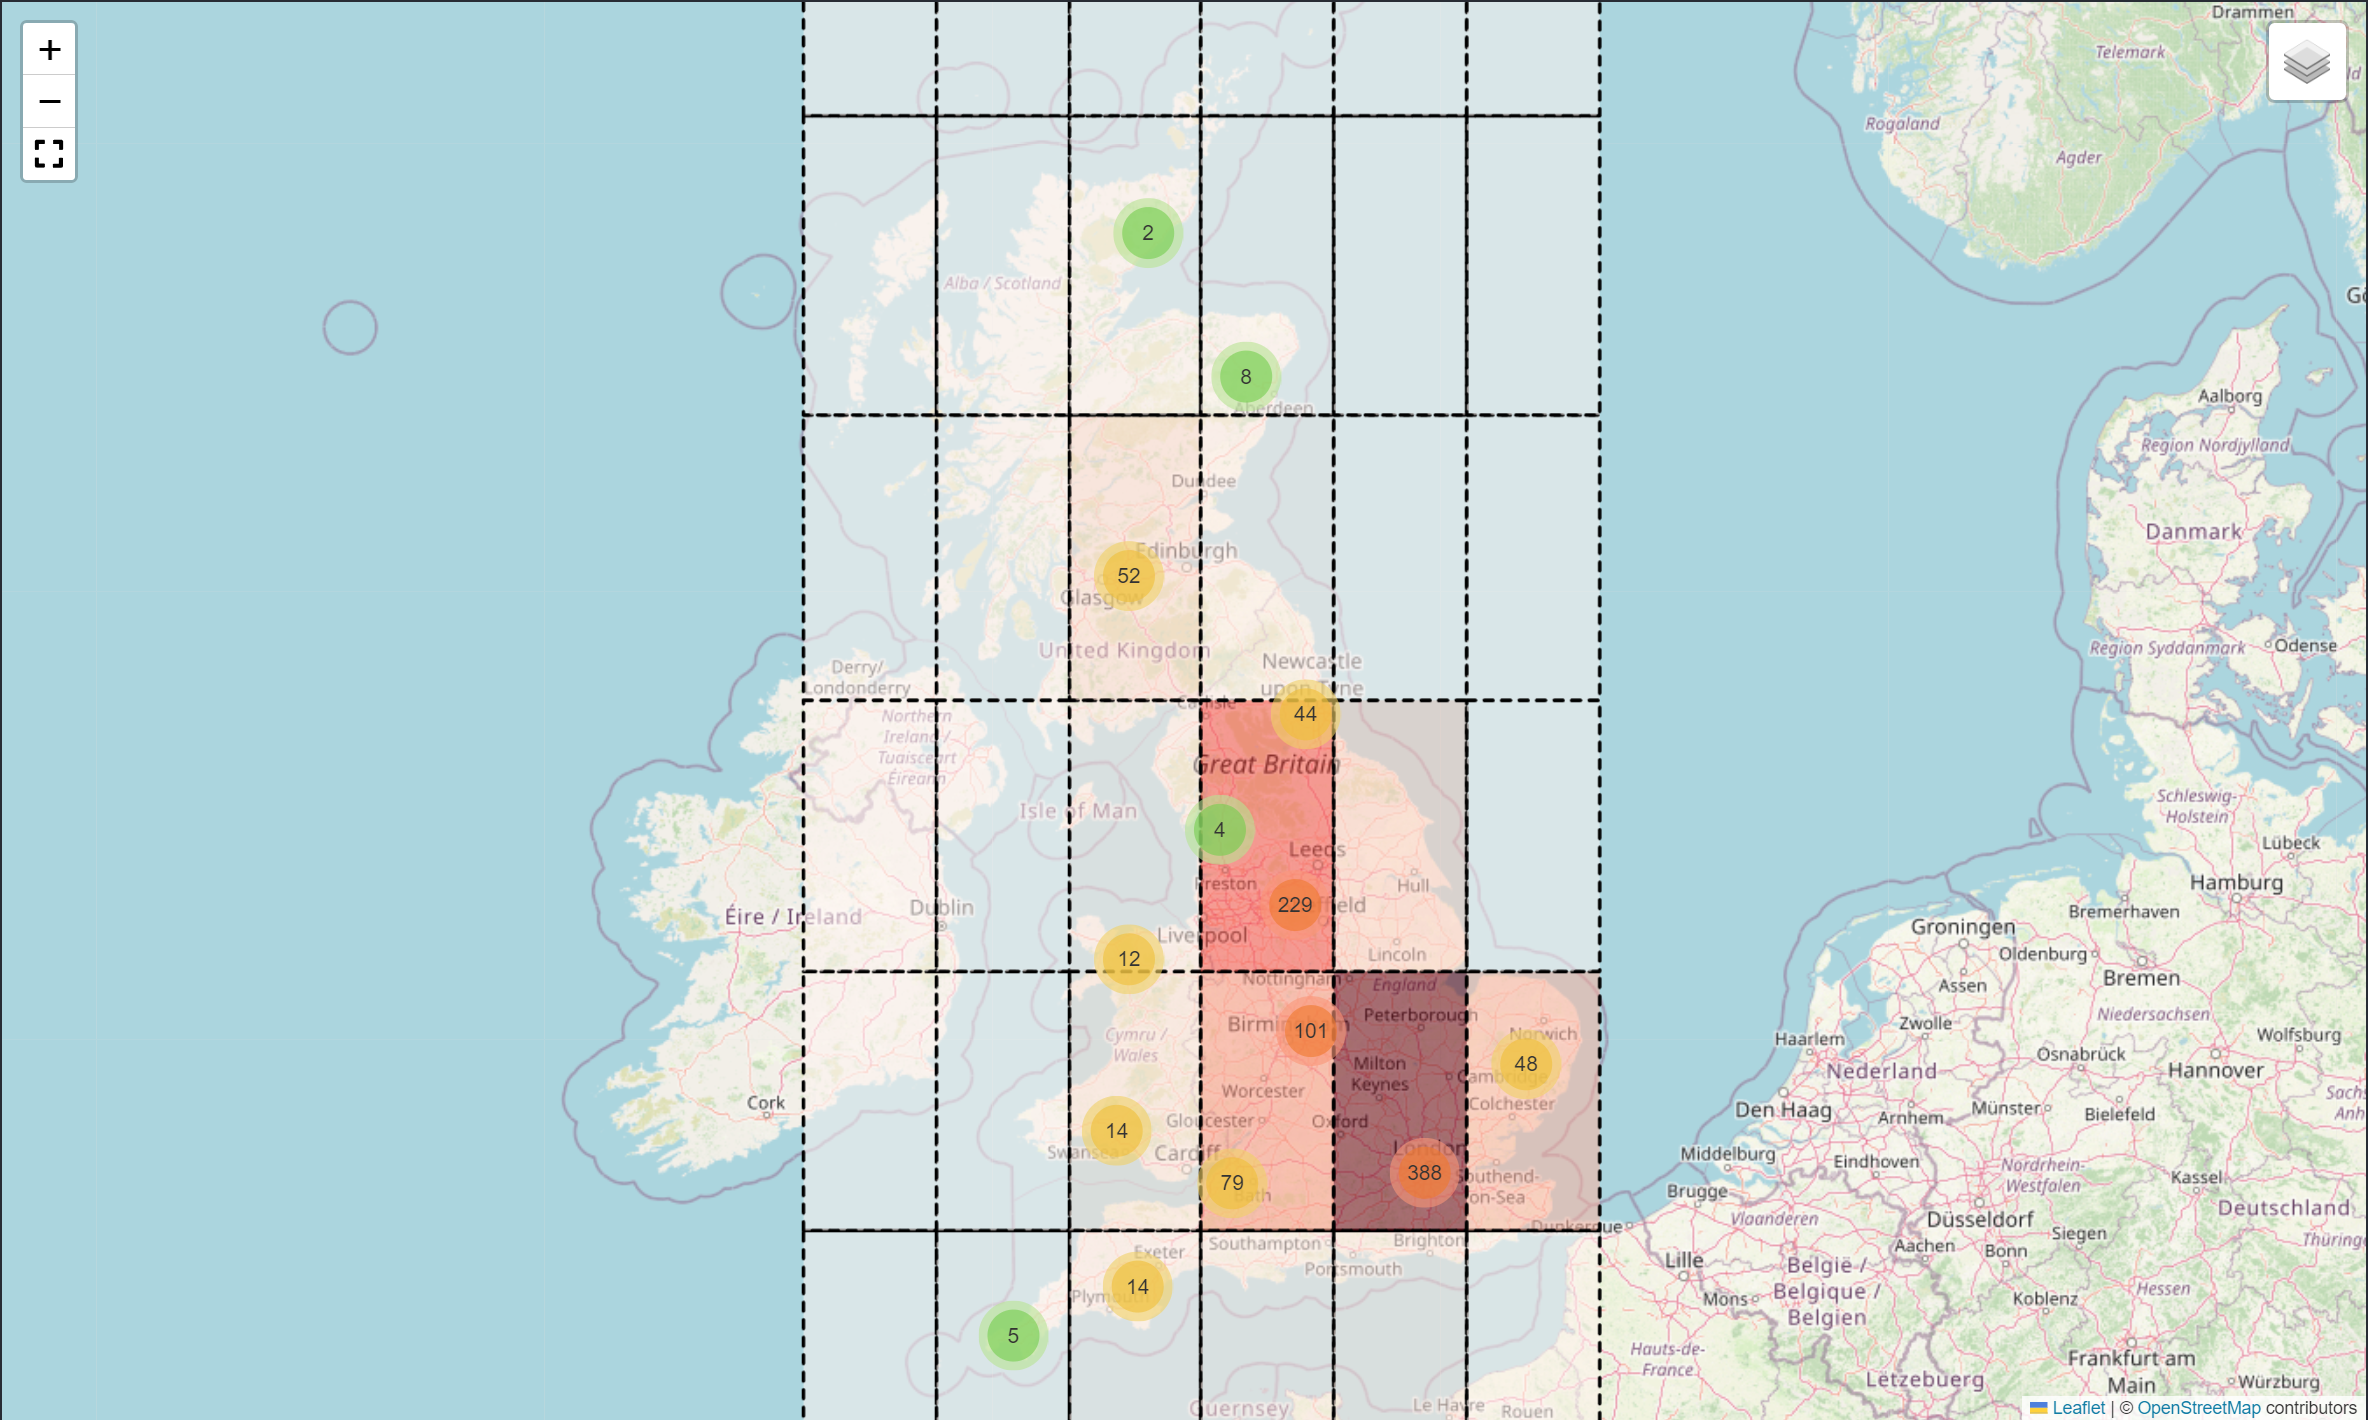 +
−
Drammen
Telemark
Rogaland
Agder
2
Alba / Scotland
8
Aberdeen
Aalborg
Region Nordjylland
Dundee
Danmark
Edinburgh
52
Glasgow
United Kingdom
Region Syddanmark
Odense
Derry/
Londonderry
Newcastle
upon Tyne
Carlisle
44
Northern
Ireland /
Tuaisceart
Éireann
Great Britain
Isle of Man
Schleswig-
Holstein
4
Leeds
Lübeck
Preston
Hull
Hamburg
229
ffield
Dublin
Éire / Ireland
Bremerhaven
Groningen
Liverpool
Lincoln
Oldenburg
12
Nottingham
England
Assen
Bremen
Peterborough
Birm
101
m
Norwich
Niedersachsen
Zwolle
Wolfsburg
Haarlem
Cymru /
Wales
Milton
Keynes
48
Cambridge
Osnabrück
Nederland
Hannover
Worcester
Sachs
Anh
Cork
Colchester
Den Haag
Münster
Arnhem
Bielefeld
14
Gloucester
Oxford
Swansea
Cardiff
London
Middelburg
Eindhoven
Nordrhein-
Westfalen
Kassel
388
79
Bath
Southend-
on-Sea
Brugge
Vlaanderen
Düsseldorf
Deutschland
Dunkerque
Siegen
Thüring
Southampton
Brighton
Exeter
Portsmouth
Lille
Aachen
Bonn
België /
Belgique /
Belgien
Hessen
14
Plymouth
Mons
Koblenz
5
Hauts-de-
France
Frankfurt am
Main
Lëtzebuerg
Würzburg
Guernsey
Le Havre
Rouen
Leaflet | © OpenStreetMap contributors